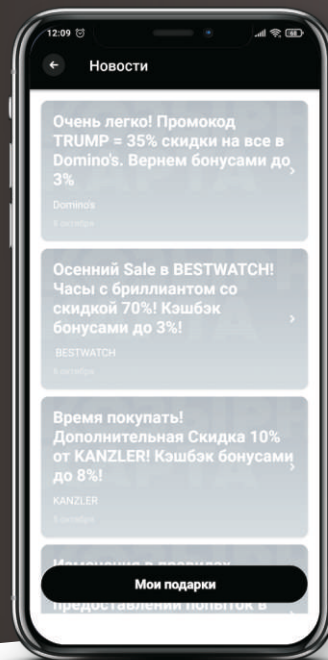 12:09
Новости
Очень легко! Промокод
TRUMP = 35% скидки на все в
Domino's. Вернем бонусами до
3%
Domino's
Осенний Sale в BESTWATCH!
Часы с бриллиантом со
скидкой 70%! Кэшбэк
бонусами до 3%!
BESTWATCH
Время покупать!
Дополнительная Скидка 10%
от KANZLER! Кэшбэк бонусами
до 8%!
KANZLER
Изменения в правилах
Мои подарки
предоставлении попыток в